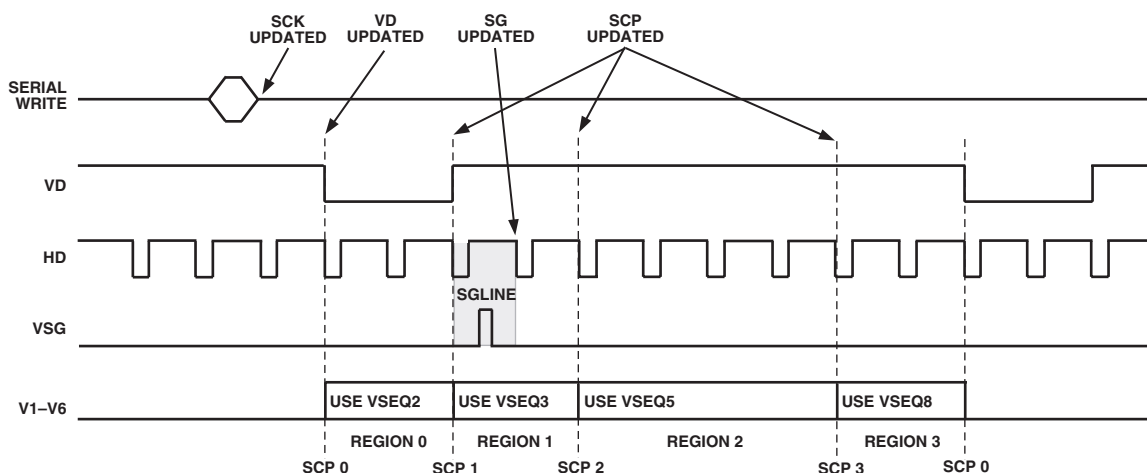 SCK
UPDATED
VD
UPDATED
SG
UPDATED
SCP
UPDATED
SERIAL
WRITE
VD
HD
SGLINE
VSG
V1–V6
USE VSEQ2
USE VSEQ3
USE VSEQ5
USE VSEQ8
REGION 0
REGION 1
REGION 2
REGION 3
SCP 0
SCP 1
SCP 2
SCP 3
SCP 0